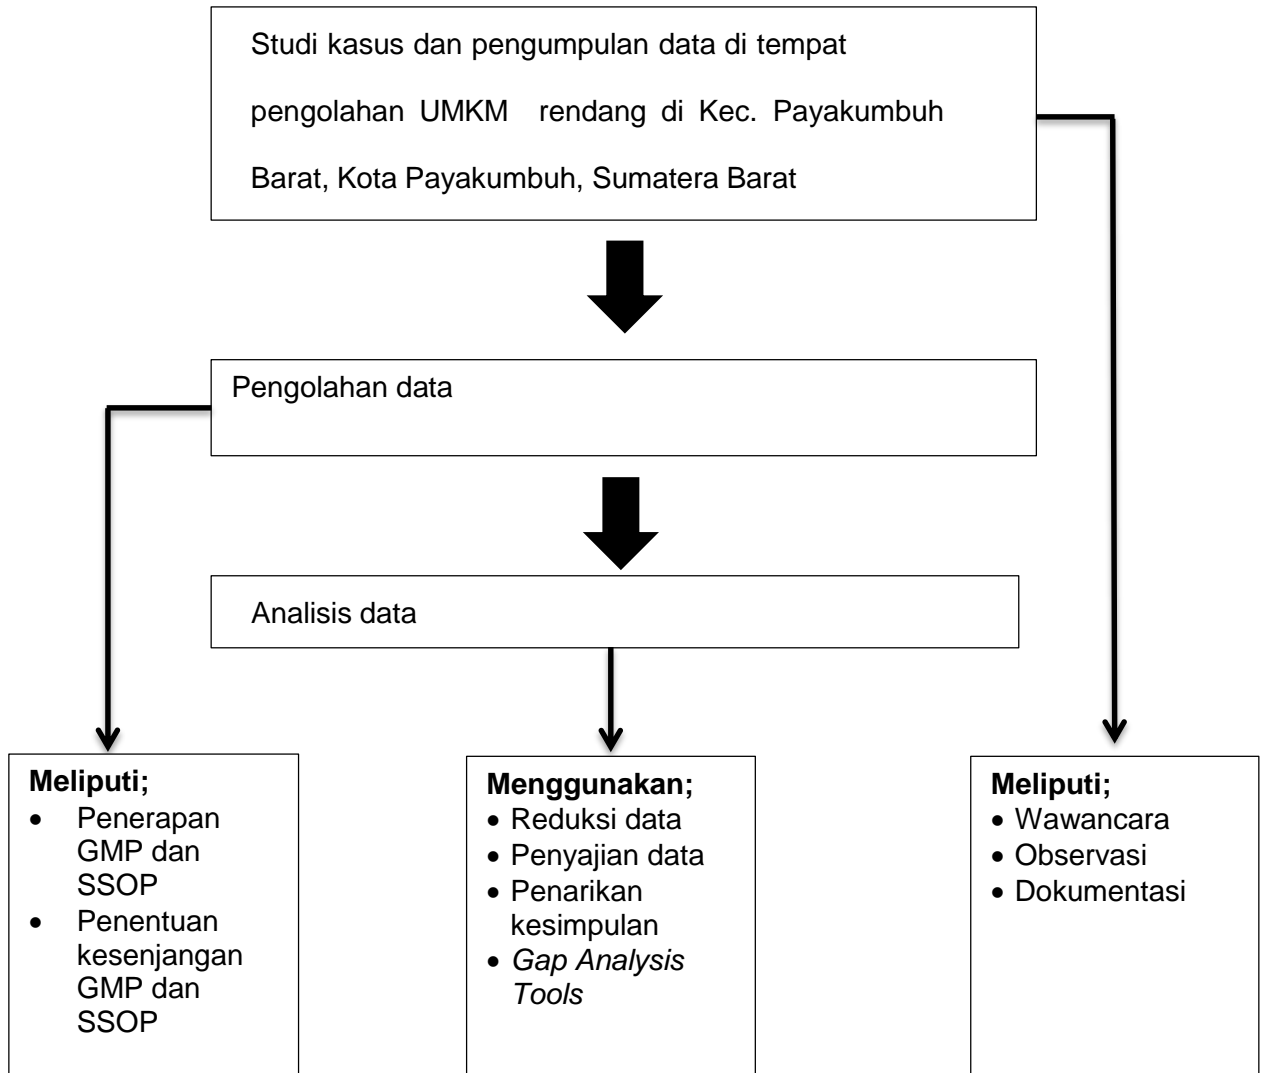 Studi kasus dan pengumpulan data di tempat
pengolahan UMKM rendang di Kec. Payakumbuh
Barat, Kota Payakumbuh, Sumatera Barat
Pengolahan data
Analisis data
Meliputi;
• Penerapan
GMP dan
SSOP
• Penentuan
kesenjangan
GMP dan
SSOP
Menggunakan;
• Reduksi data
• Penyajian data
• Penarikan
kesimpulan
• Gap Analysis
Tools
Meliputi;
• Wawancara
• Observasi
• Dokumentasi